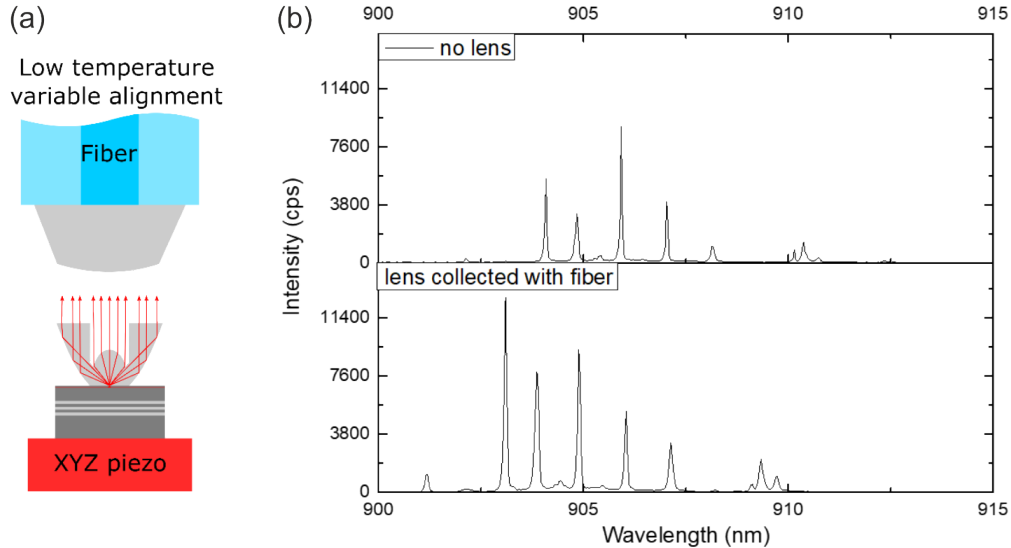 (a)
Low temperature
variable alignment
Fiber
XYZ piezo
(b)
900 905 910 915
no lens
11400
7600
3800
0
Intensity (cps)
lens collected with fiber
11400
7600
3800
0
900 905 910 915
Wavelength (nm)